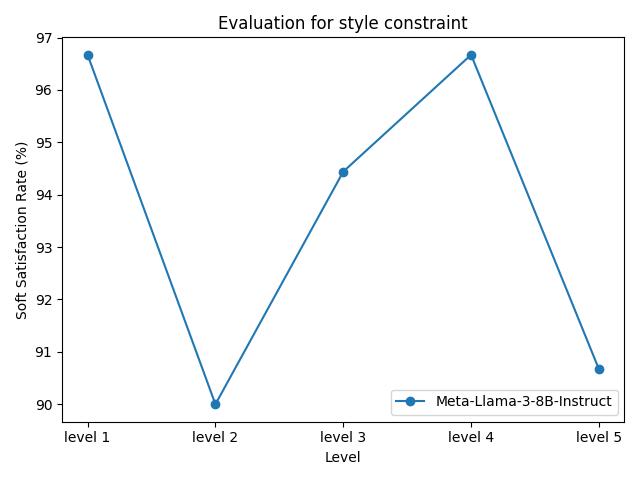 Evaluation for style constraint
Soft Satisfaction Rate (%)
97
96
95
94
93
92
91
90
level 1
level 2
level 3
level 4
level 5
Level
Meta-Llama-3-8B-Instruct